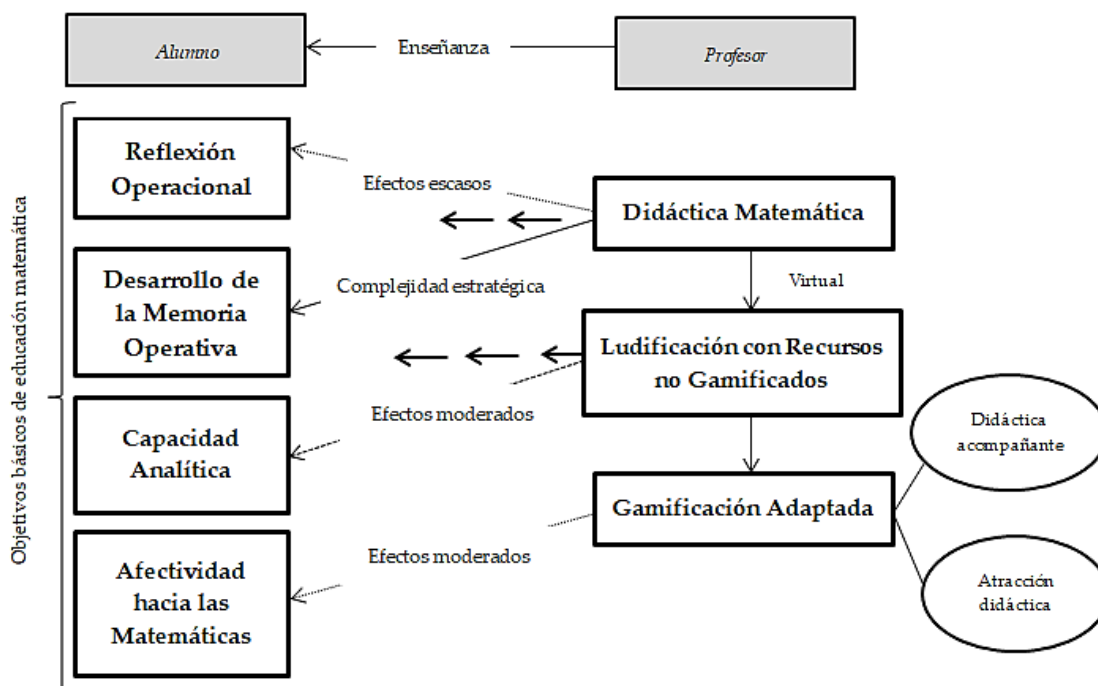 Alumno
Enseñanza
Profesor
Objetivos básicos de educación matemática
Reflexión
Operacional
Efectos escasos
Didáctica Matemática
Desarrollo de
la Memoria
Operativa
Complejidad estratégica
Virtual
Ludificación con Recursos
no Gamificados
Capacidad
Analítica
Efectos moderados
Didáctica
acompañante
Gamificación Adaptada
Afectividad
hacia las
Matemáticas
Efectos moderados
Atracción
didáctica